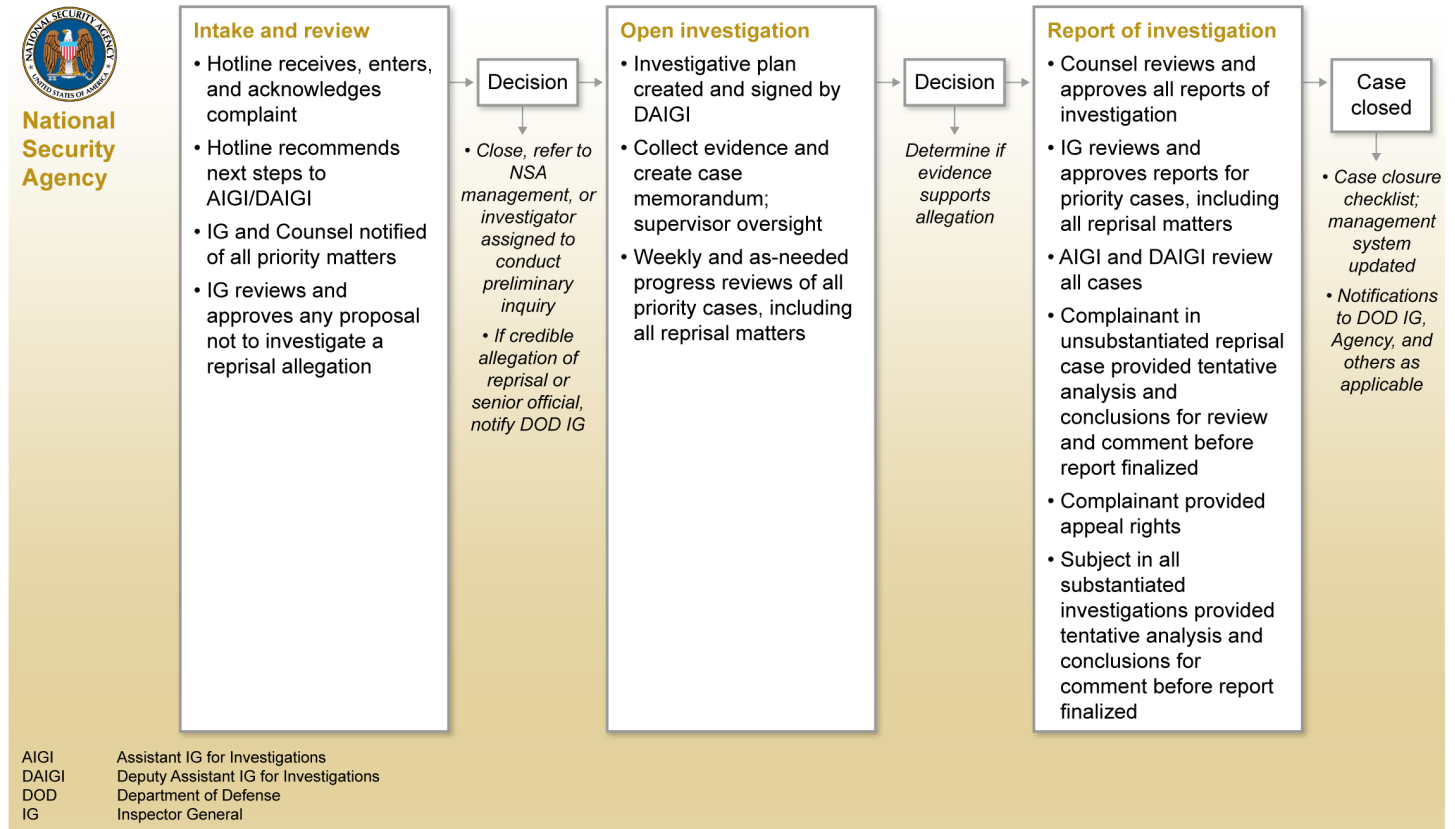 NATIONAL SECURITY AGENCY
UNITED STATES OF AMERICA
National
Security
Agency
Intake and review
• Hotline receives, enters,
and acknowledges
complaint
• Hotline recommends
next steps to
AIGI/DAIGI
• IG and Counsel notified
of all priority matters
• IG reviews and
approves any proposal
not to investigate a
reprisal allegation
Decision
• Close, refer to
NSA
management, or
investigator
assigned to
conduct
preliminary
inquiry
• If credible
allegation of
reprisal or
senior official,
notify DOD IG
Open investigation
• Investigative plan
created and signed by
DAIGI
• Collect evidence and
create case
memorandum;
supervisor oversight
• Weekly and as-needed
progress reviews of all
priority cases, including
all reprisal matters
Decision
Determine if
evidence
supports
allegation
Report of investigation
• Counsel reviews and
approves all reports of
investigation
• IG reviews and
approves reports for
priority cases, including
all reprisal matters
• AIGI and DAIGI review
all cases
• Complainant in
unsubstantiated reprisal
case provided tentative
analysis and
conclusions for review
and comment before
report finalized
• Complainant provided
appeal rights
• Subject in all
substantiated
investigations provided
tentative analysis and
conclusions for
comment before report
finalized
Case
closed
• Case closure
checklist;
management
system
updated
• Notifications
to DOD IG,
Agency, and
others as
applicable
AIGI Assistant IG for Investigations
DAIGI Deputy Assistant IG for Investigations
DOD Department of Defense
IG Inspector General